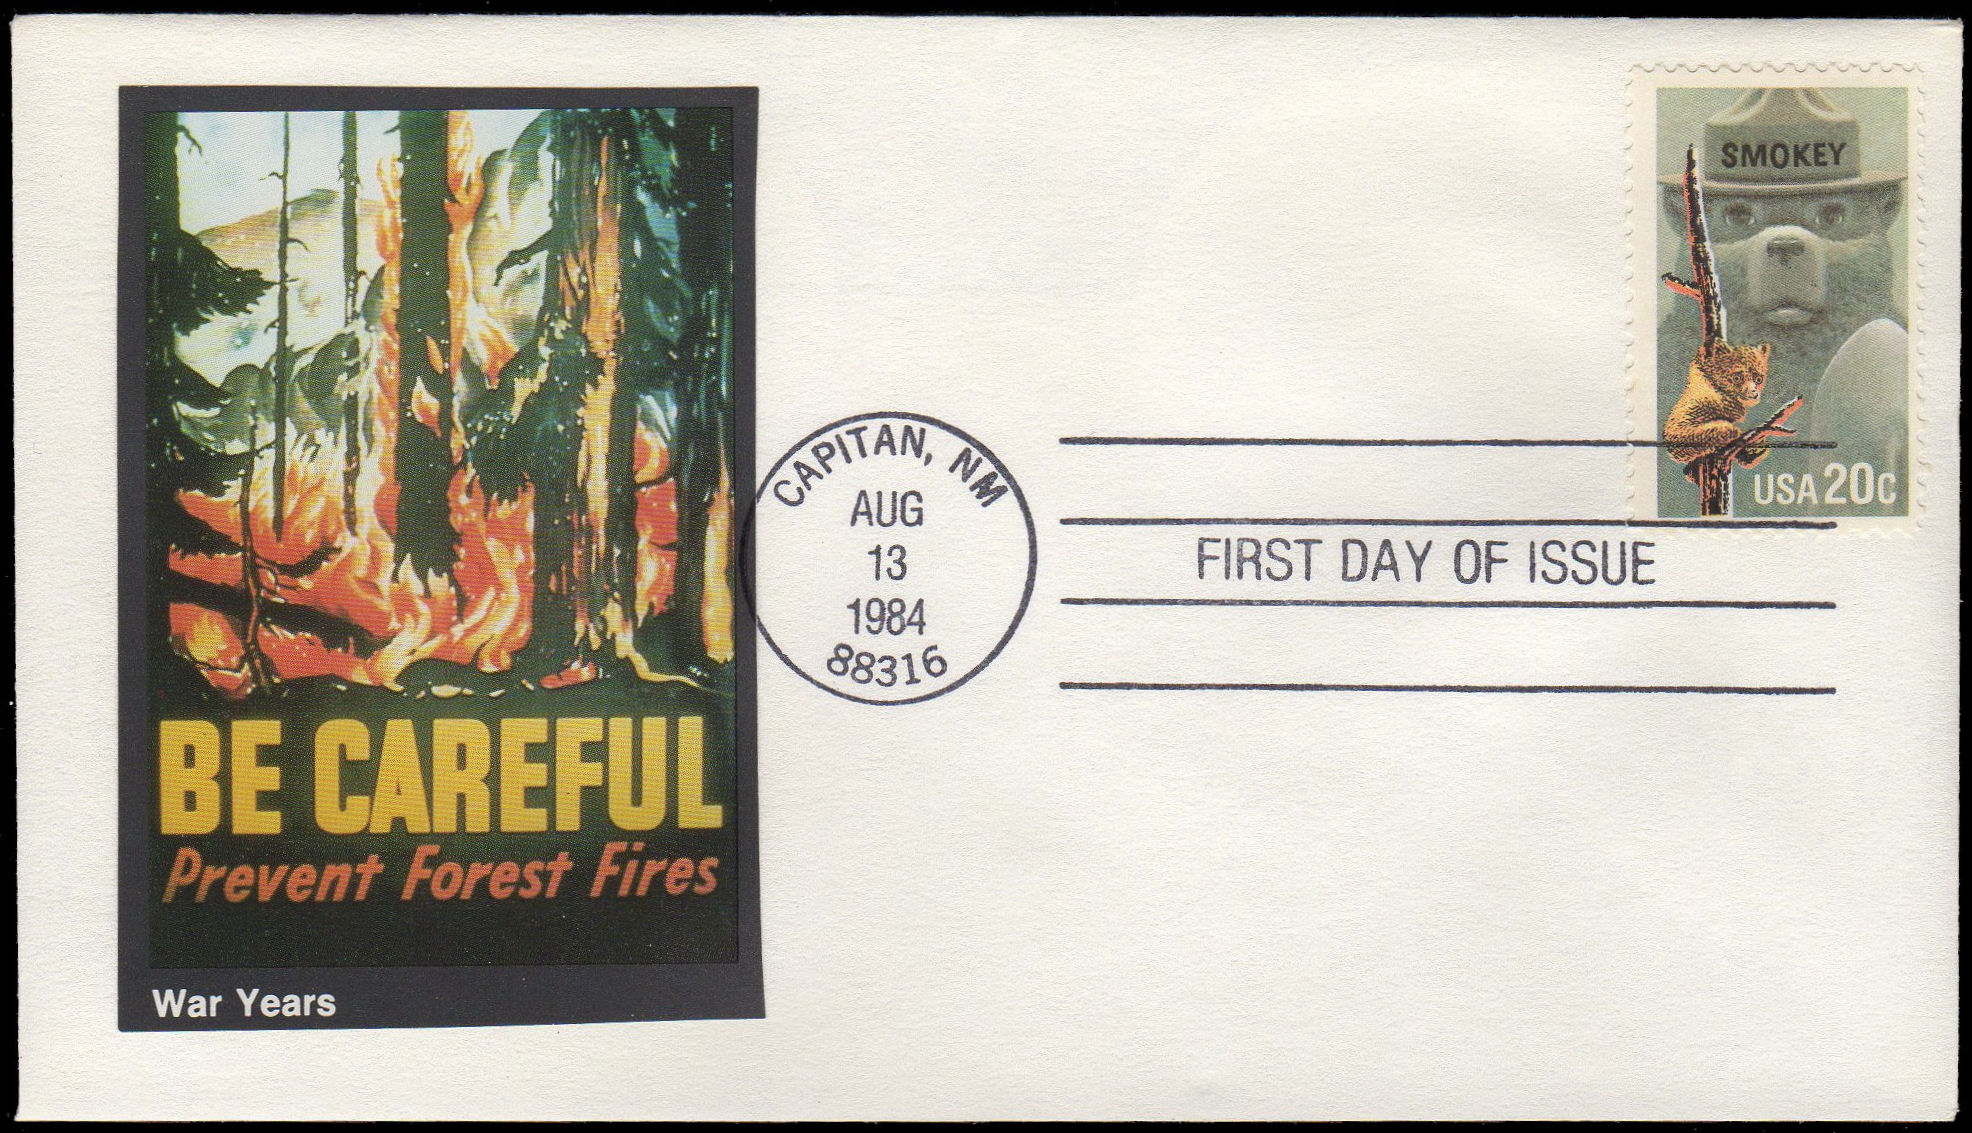 BE CAREFUL
Prevent Forest Fires
War Years
CAPITAN, NM
AUG
13
1984
88316
FIRST DAY OF ISSUE
SMOKEY
USA 20c